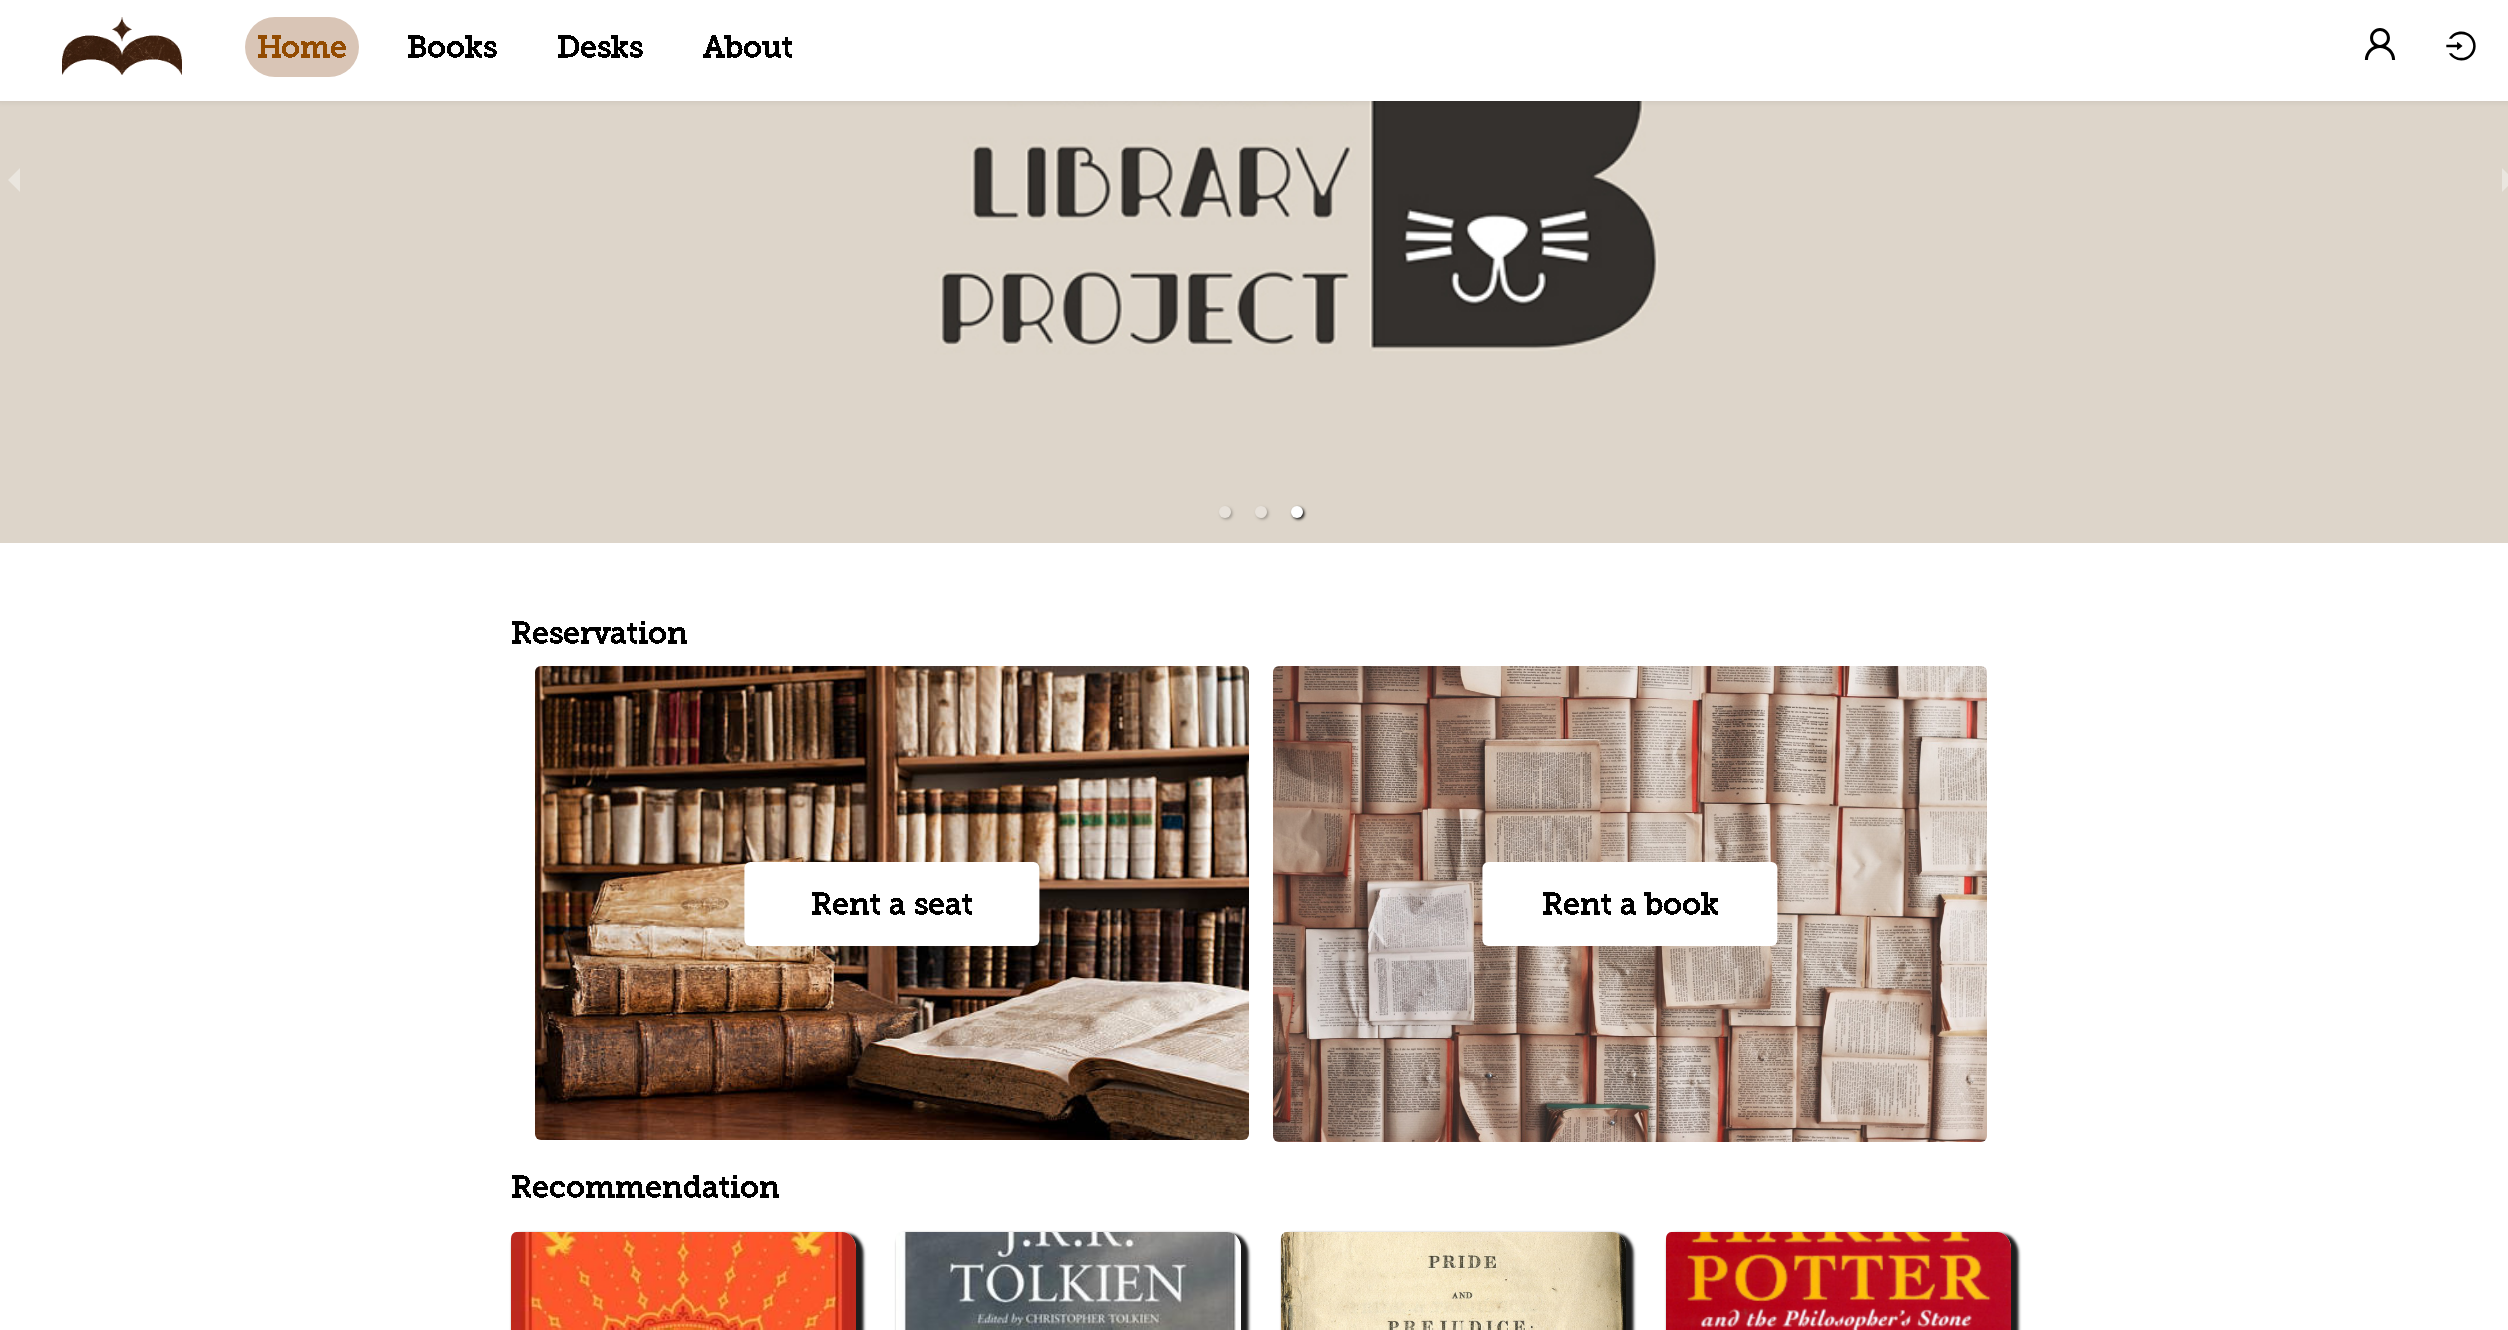 Home
Books
Desks
About
LIBRARY
PROJECT
Reservation
Rent a seat
Rent a book
Recommendation
J.R.R.
TOLKIEN
Edited by CHRISTOPHER TOLKIEN
PRIDE
AND
PREJUDICE:
HARRY
POTTER
and the Philosopher's Stone